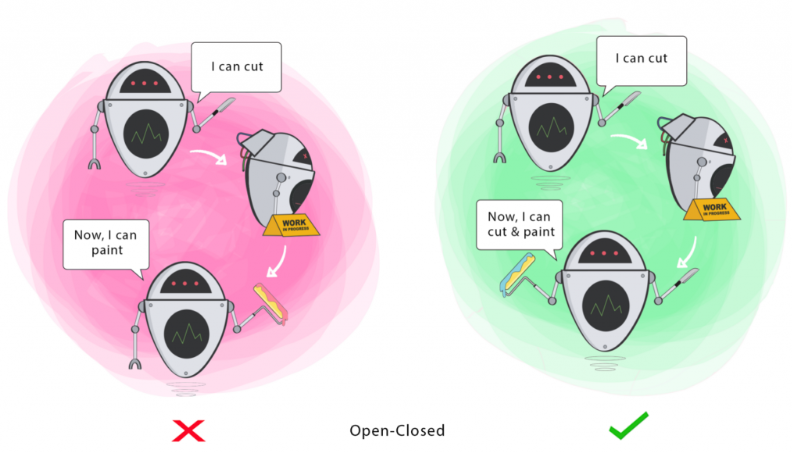 I can cut
WORK
IN PROGRESS
Now, I can
paint
I can cut
WORK
IN PROGRESS
Now, I can
cut & paint
Open-Closed